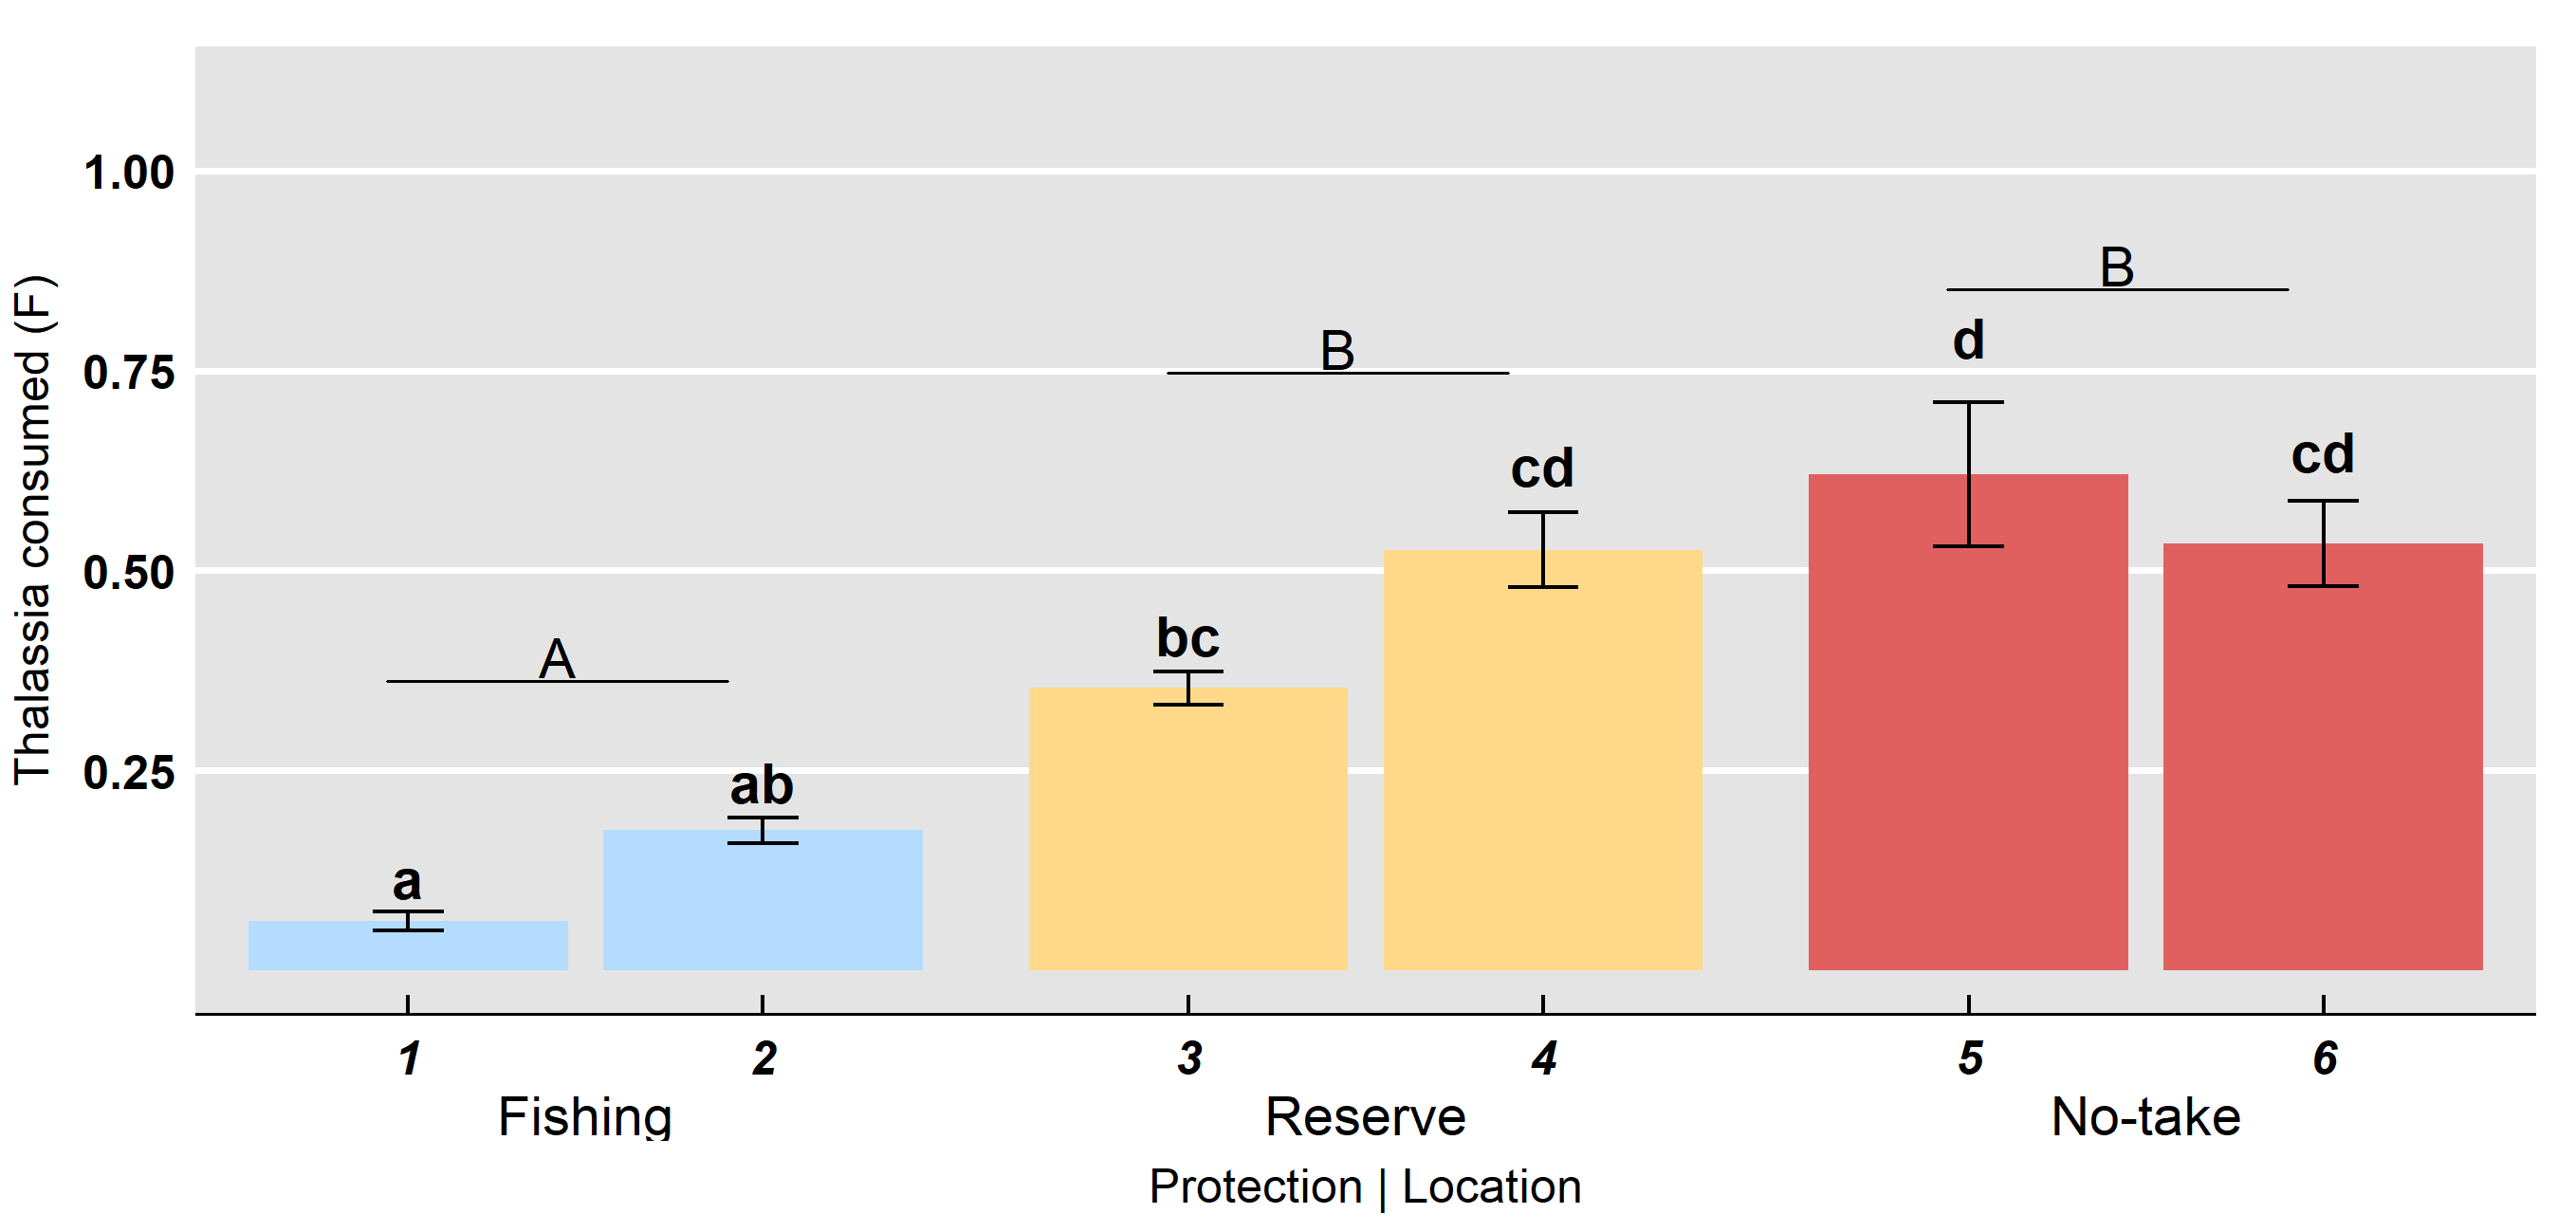 Thalassia consumed (F)
1.00
0.75
0.50
0.25
A
B
B
a
ab
bc
cd
d
cd
1 2 3 4 5 6
Fishing Reserve No-take
Protection | Location